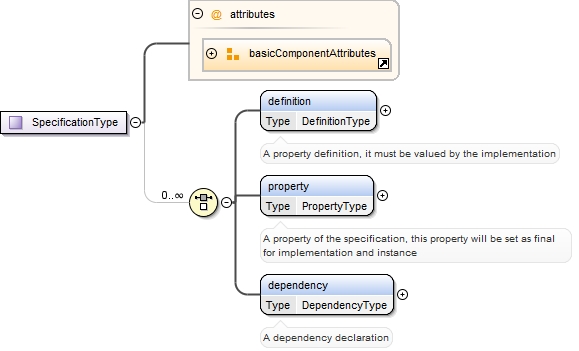 attributes
basicComponentAttributes
SpecificationType
0..∞
definition
Type DefinitionType
A property definition, it must be valued by the implementation
property
Type PropertyType
A property of the specification, this property will be set as final
for implementation and instance
dependency
Type DependencyType
A dependency declaration